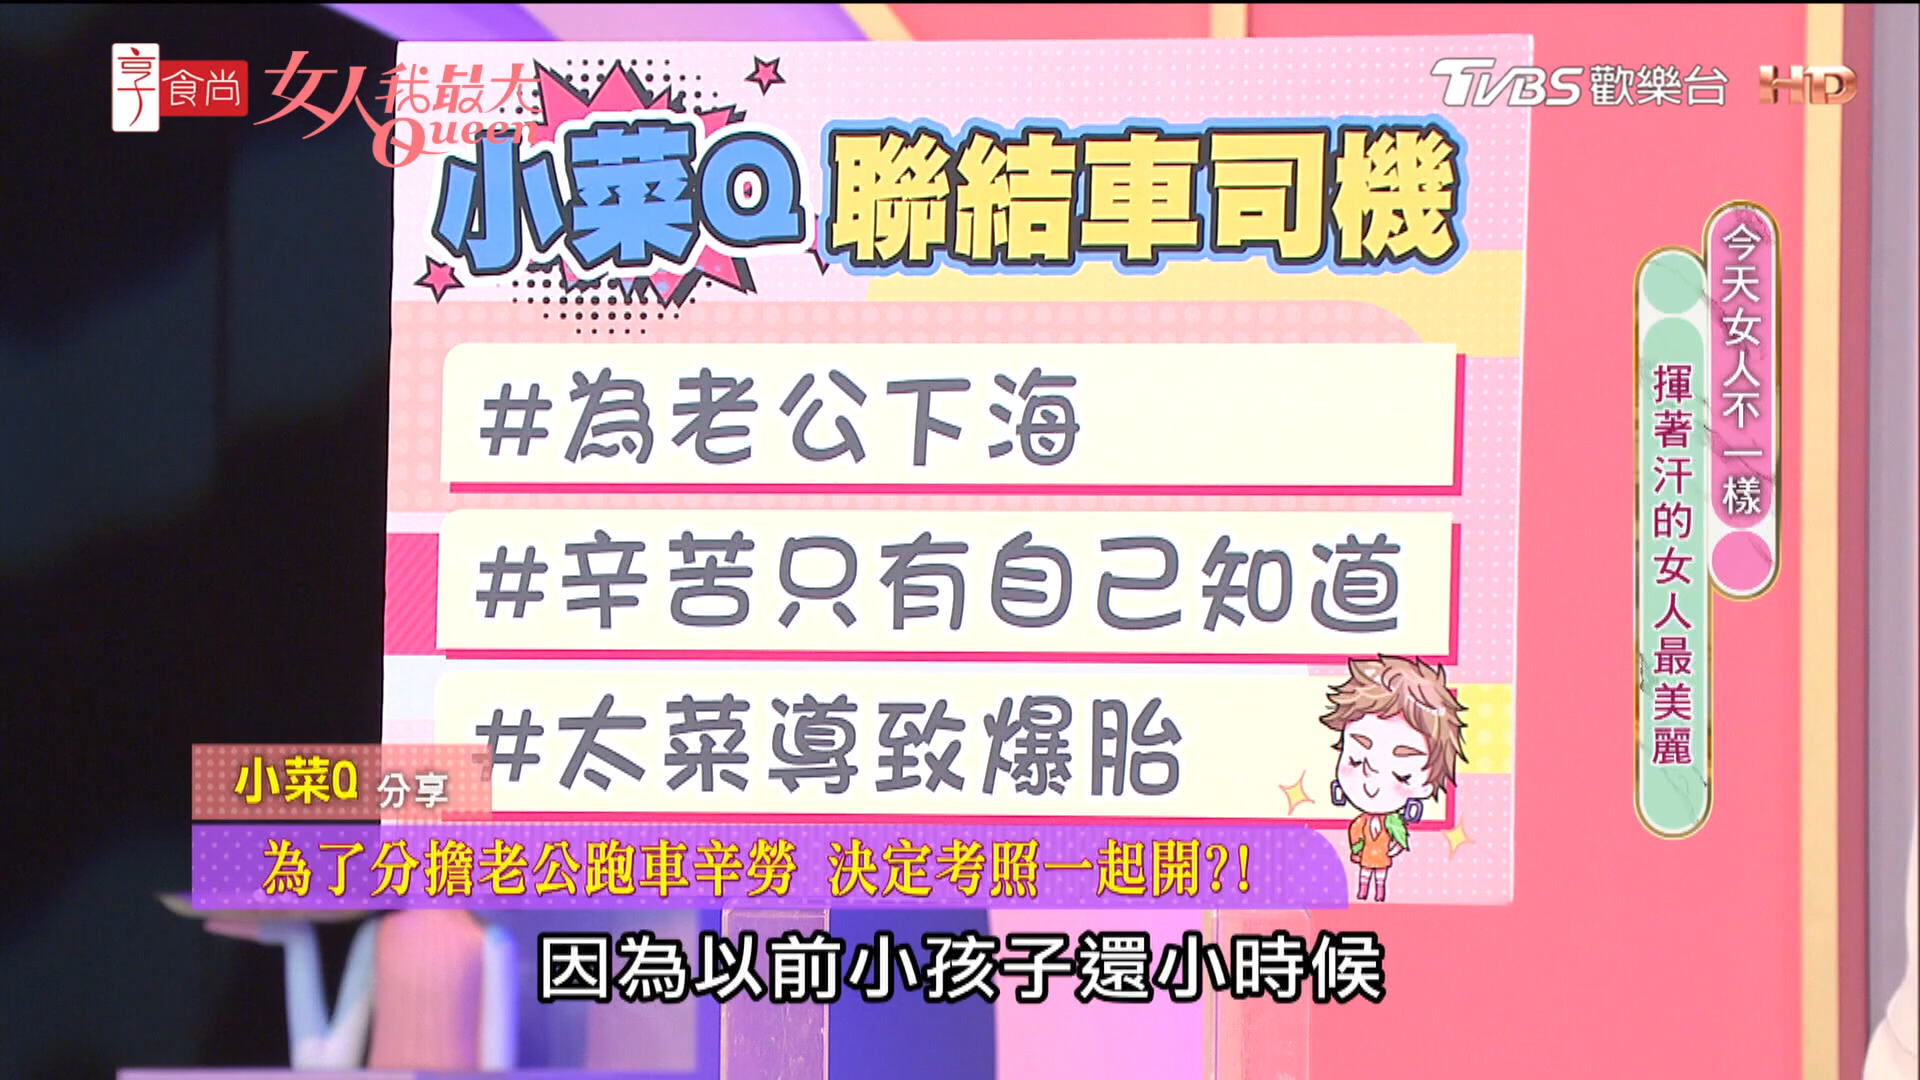 享食尚
女人我最大
Queen
TVBS歡樂台 HD
小菜Q 聯結車司機
#為老公下海
#辛苦只有自己知道
#太菜導致爆胎
今天女人不一樣
揮著汗的女人最美麗
小菜Q 分享
為了分擔老公跑車辛勞 決定考照一起開?!
因為以前小孩子還小時候